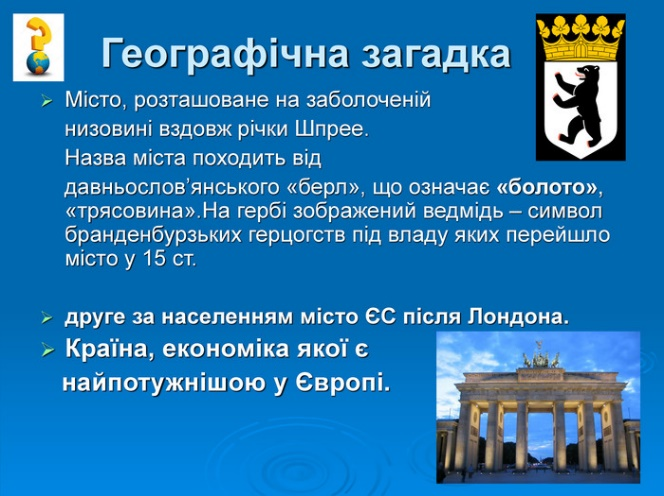 Географічна загадка
Місто, розташоване на заболоченій
низовині вздовж річки Шпрее.
Назва міста походить від
давньослов’янського «берл», що означає «болото»,
«трясовина».На гербі зображений ведмідь – символ
бранденбурзьких герцогств під владу яких перейшло
місто у 15 ст.
друге за населенням місто ЄС після Лондона.
Країна, економіка якої є
найпотужнішою у Європі.